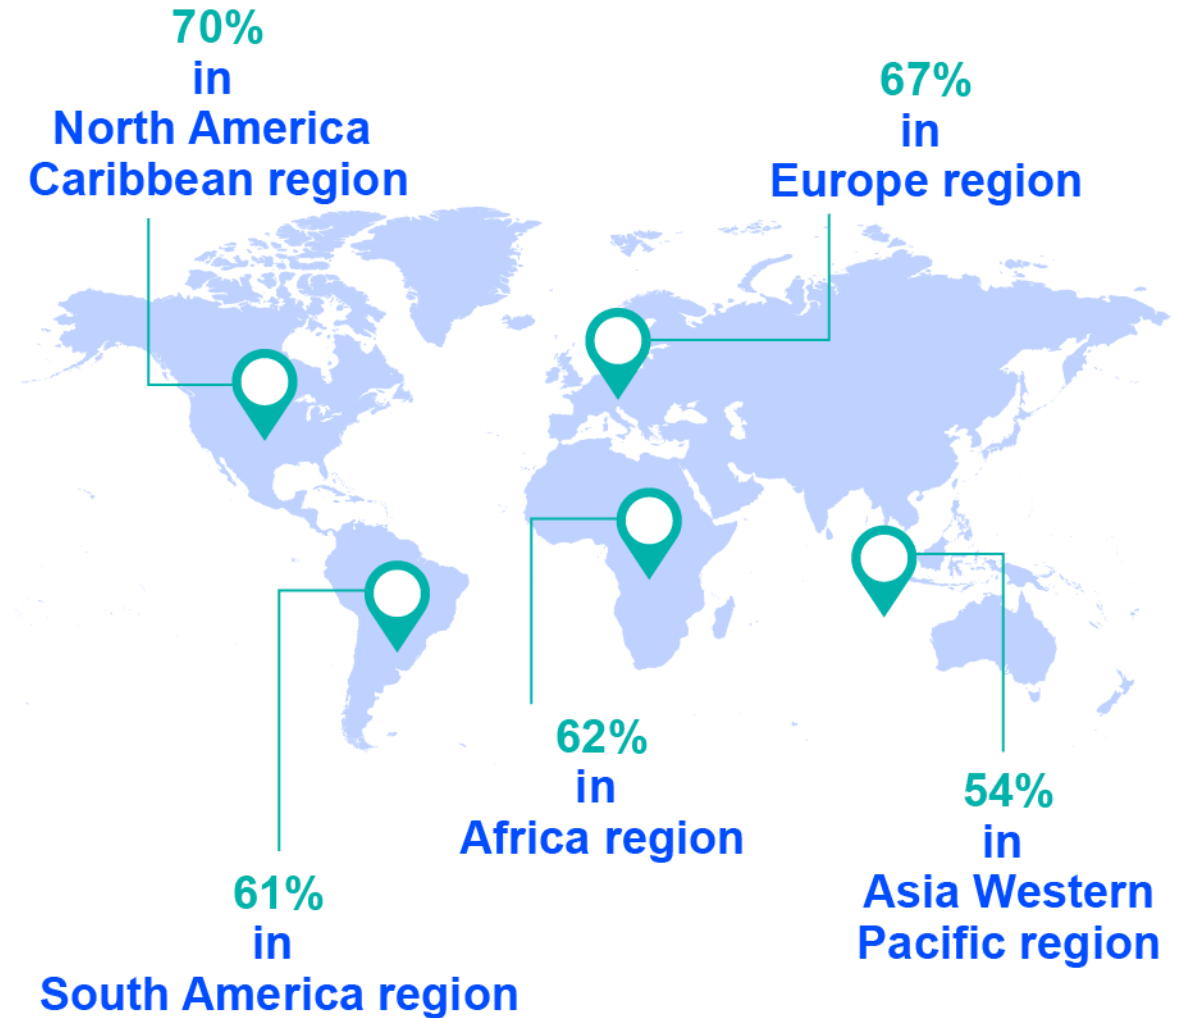 70%
in
North America
Caribbean region
67%
in
Europe region
62%
in
Africa region
54%
in
Asia Western
Pacific region
61%
in
South America region